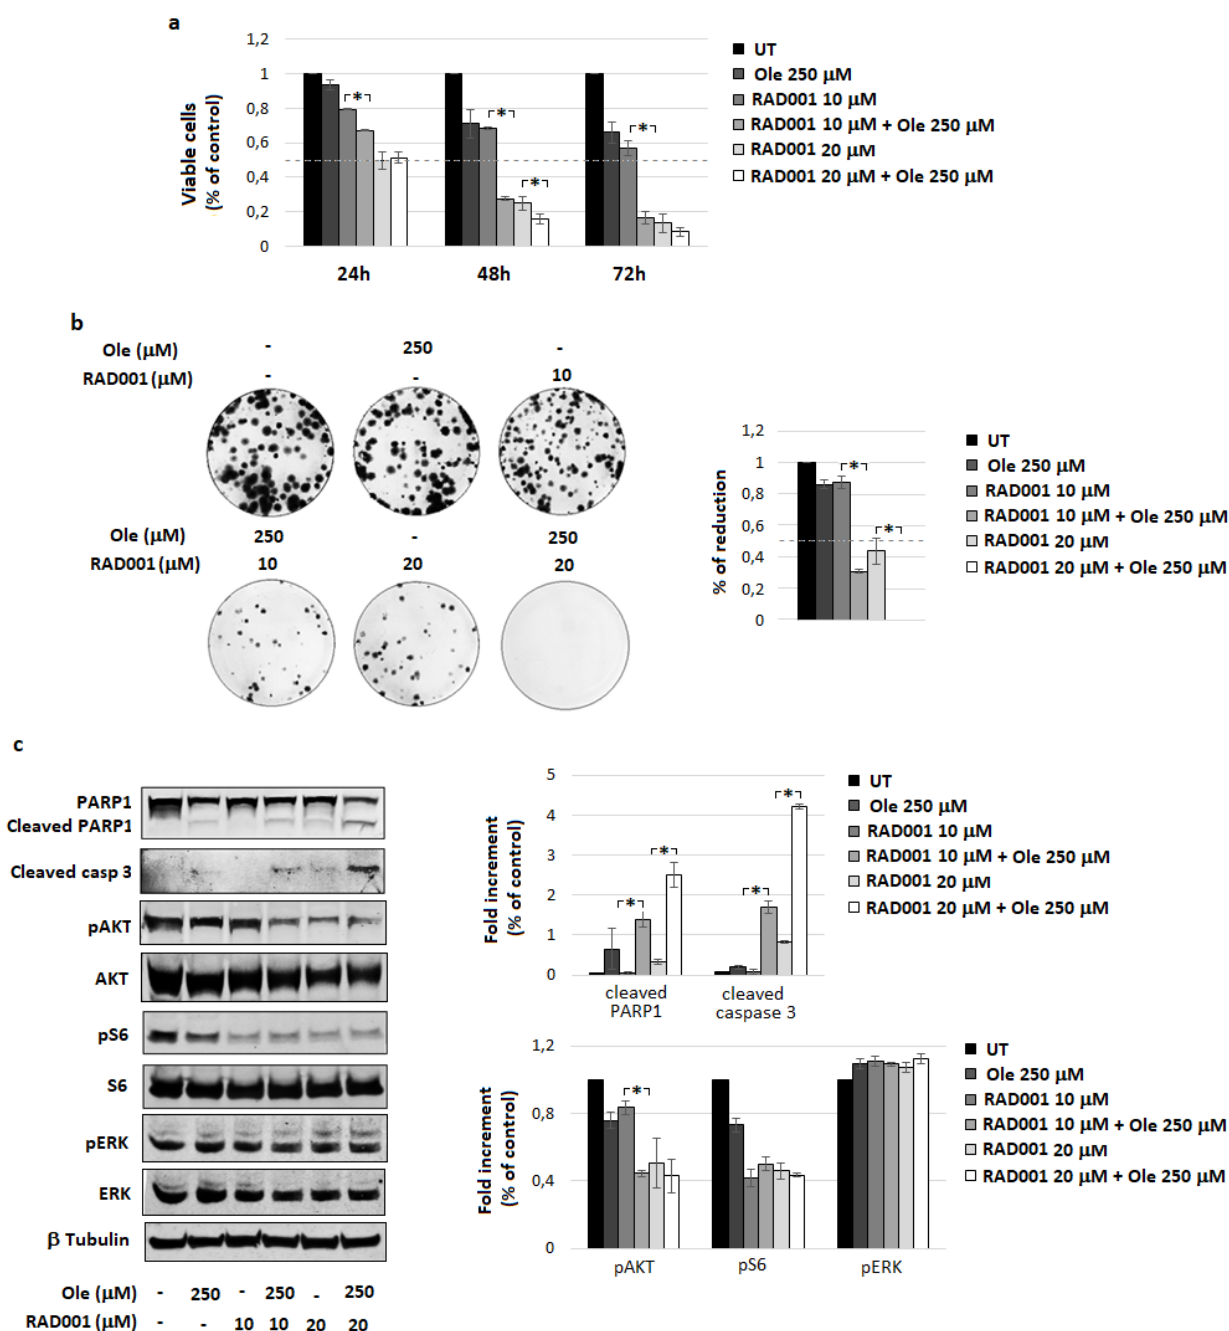 a
1,2
1
0,8
0,6
0,4
0,2
0
Viable cells
(% of control)
* * * *
24h 48h 72h
UT
Ole 250 µM
RAD001 10 µM
RAD001 10 µM + Ole 250 µM
RAD001 20 µM
RAD001 20 µM + Ole 250 µM
b
Ole (µM) - 250 -
RAD001 (µM) - - 10
Ole (µM) 250 - 250
RAD001 (µM) 10 20 20
1,2
1
0,8
0,6
0,4
0,2
0
% of reduction
* *
UT
Ole 250 µM
RAD001 10 µM
RAD001 10 µM + Ole 250 µM
RAD001 20 µM
RAD001 20 µM + Ole 250 µM
c
PARP1
Cleaved PARP1
Cleaved casp 3
pAKT
AKT
pS6
S6
pERK
ERK
β Tubulin
Ole (µM) - 250 - 250 - 250
RAD001 (µM) - - 10 10 20 20
5
4
3
2
1
0
Fold increment
(% of control)
* * * *
cleaved PARP1
cleaved caspase 3
UT
Ole 250 µM
RAD001 10 µM
RAD001 10 µM + Ole 250 µM
RAD001 20 µM
RAD001 20 µM + Ole 250 µM
1,2
0,8
0,4
0
Fold increment
(% of control)
*
pAKT pS6 pERK
UT
Ole 250 µM
RAD001 10 µM
RAD001 10 µM + Ole 250 µM
RAD001 20 µM
RAD001 20 µM + Ole 250 µM